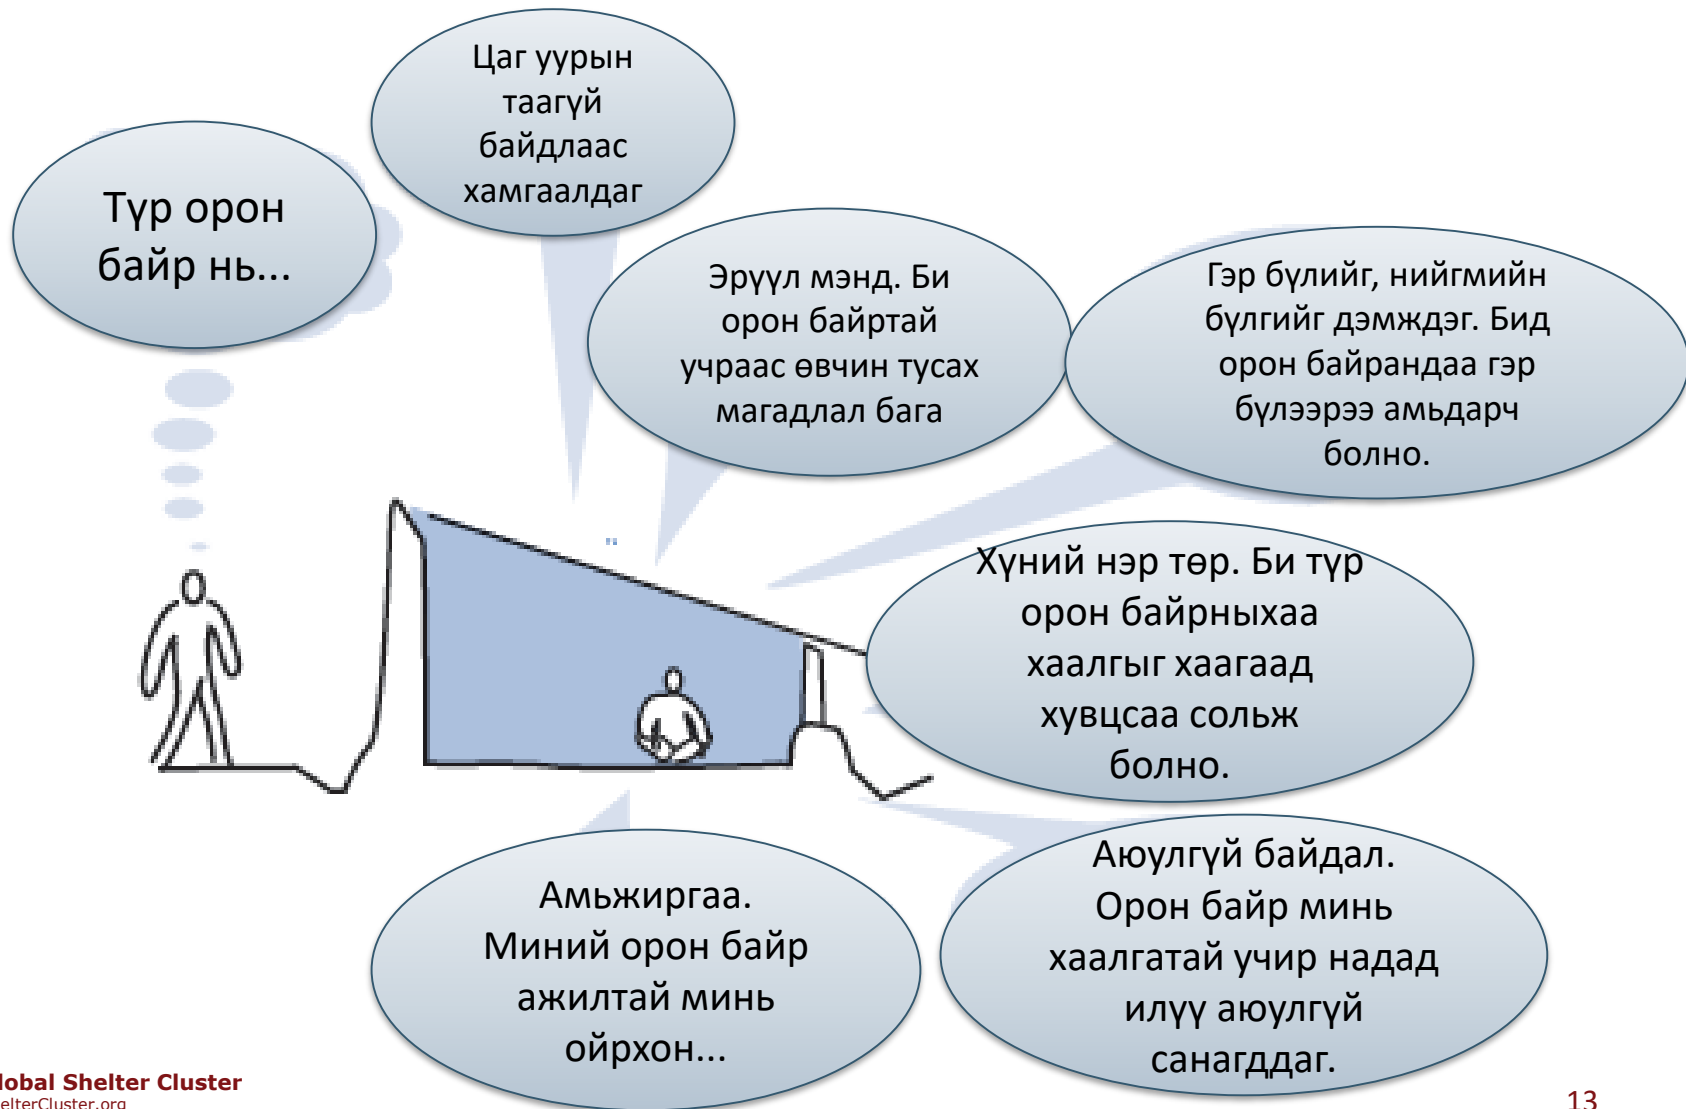 Цаг уурын
таагүй
байдлаас
хамгаалдаг
Түр орон
байр нь...
Эрүүл мэнд. Би
орон байртай
учраас өвчин тусах
магадлал бага
Гэр бүлийг, нийгмийн
бүлгийг дэмждэг. Бид
орон байрандаа гэр
бүлээрээ амьдарч
болно.
Хүний нэр төр. Би түр
орон байрныхаа
хаалгыг хаагаад
хувцсаа сольж
болно.
Амьжиргаа.
Миний орон байр
ажилтай минь
ойрхон...
Аюулгүй байдал.
Орон байр минь
хаалгатай учир надад
илүү аюулгүй
санагддаг.
lobal Shelter Cluster
elterCluster.org
13